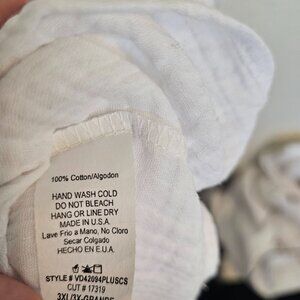 100% Cotton/Algodon
HAND WASH COLD
DO NOT BLEACH
HANG OR LINE DRY
MADE IN U.S.A.
Lave Frio a Mano, No Cloro
Secar Colgado
HECHO EN E.U.A.
STYLE # VD42094PLUSCS
CUT # 17319
3XL/3X-GRANDE